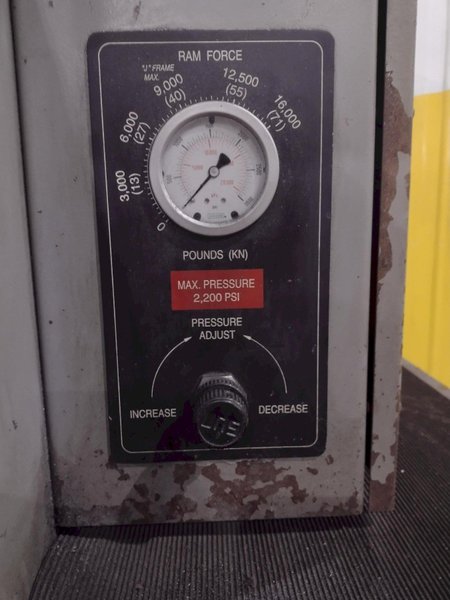 RAM FORCE
"J" FRAME
MAX.
9,000
(40)
12,500
(55)
16,000
(71)
6,000
(27)
3,000
(13)
0
POUNDS (KN)
MAX. PRESSURE
2,200 PSI
PRESSURE
ADJUST
INCREASE
DECREASE